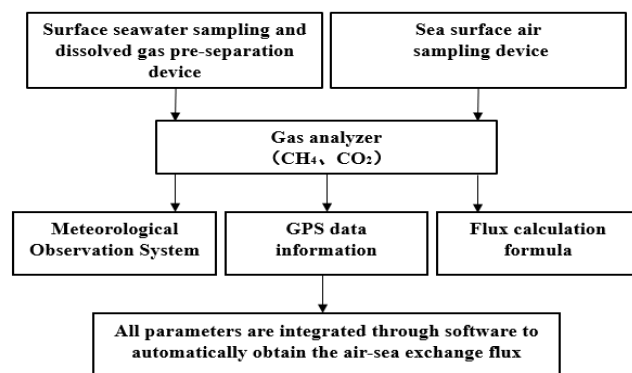 Surface seawater sampling and
dissolved gas pre-separation
device
Sea surface air
sampling device
Gas analyzer
（CH₄、CO₂）
Meteorological
Observation System
GPS data
information
Flux calculation
formula
All parameters are integrated through software to
automatically obtain the air-sea exchange flux